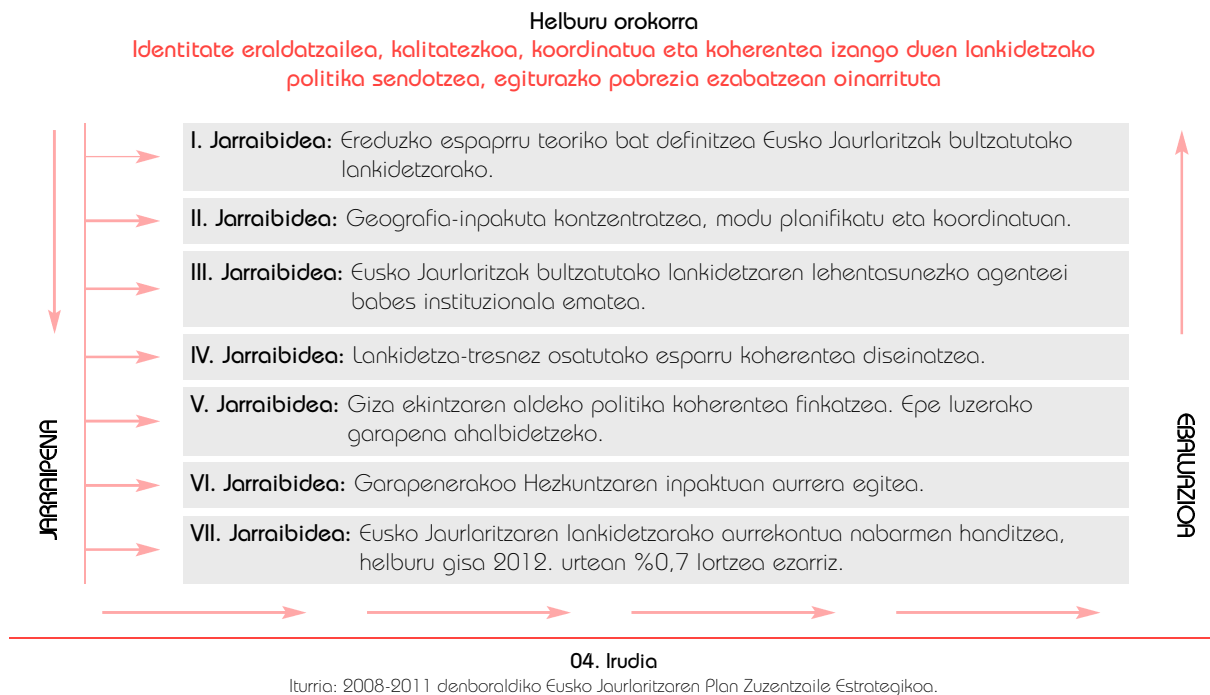 Helburu orokorra
Identitate eraldatzailea, kalitatezkoa, koordinatua eta koherentea izango duen lankidetzako
politika sendotzea, egiturazko pobrezia ezabatzean oinarrituta
I. Jarraibidea: Ereduzko espaprru teoriko bat definitzea Eusko Jaurlaritzak bultzatutako
lankidetzarako.
II. Jarraibidea: Geografia-inpakuta kontzentratzea, modu planifikatu eta koordinatuan.
III. Jarraibidea: Eusko Jaurlaritzak bultzatutako lankidetzaren lehentasunezko agenteei
babes instituzionala ematea.
IV. Jarraibidea: Lankidetza-tresnez osatutako esparru koherentea diseinatzea.
V. Jarraibidea: Giza ekintzaren aldeko politika koherentea finkatzea. Epe luzerako
garapena ahalbidetzeko.
VI. Jarraibidea: Garapenerakoo Hezkuntzaren inpaktuan aurrera egitea.
VII. Jarraibidea: Eusko Jaurlaritzaren lankidetzarako aurrekontua nabarmen handitzea,
helburu gisa 2012. urtean %0,7 lortzea ezarriz.
JARRAIPENA
EBALUAZIOA
04. Irudia
Iturria: 2008-2011 denboraldiko Eusko Jaurlaritzaren Plan Zuzentzaile Estrategikoa.